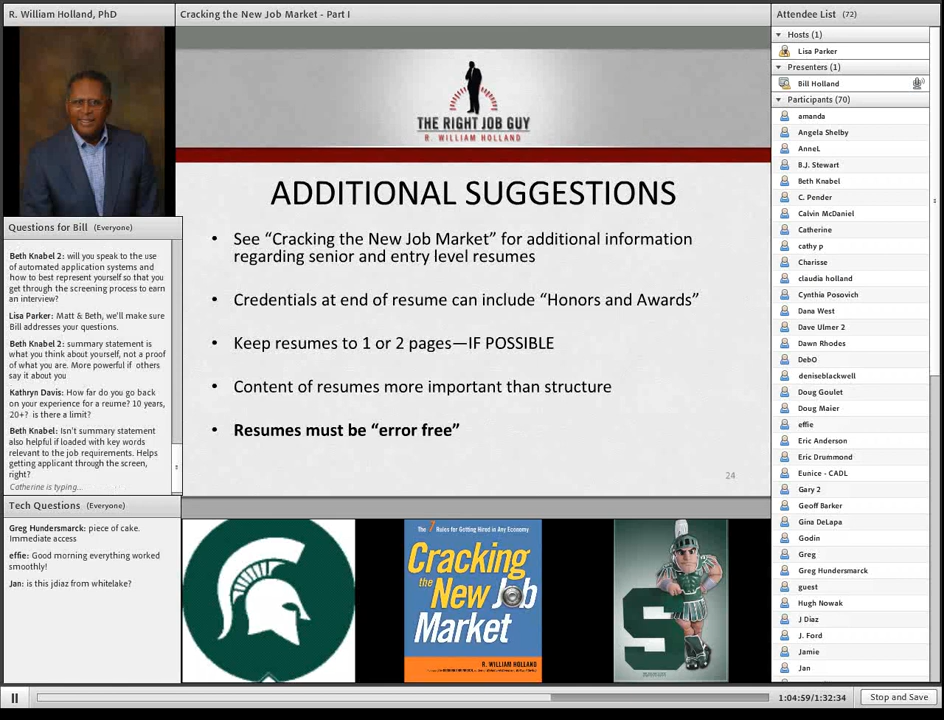 R. William Holland, PhD
Cracking the New Job Market - Part I
Attendee List (72)
THE RIGHT JOB GUY
R. WILLIAM HOLLAND
ADDITIONAL SUGGESTIONS
• See “Cracking the New Job Market” for additional information
regarding senior and entry level resumes
• Credentials at end of resume can include “Honors and Awards”
• Keep resumes to 1 or 2 pages—IF POSSIBLE
• Content of resumes more important than structure
• Resumes must be “error free”
24
Questions for Bill (Everyone)
Beth Knabel 2: will you speak to the use
of automated application systems and
how to best represent yourself so that you
get through the screening process to earn
an interview?
Lisa Parker: Matt & Beth, we'll make sure
Bill addresses your questions.
Beth Knabel 2: summary statement is
what you think about yourself, not a proof
of what you are. More powerful if others
say it about you
Kathryn Davis: How far do you go back
on your experience for a reume? 10 years,
20+? is there a limit?
Beth Knabel: Isn't summary statement
also helpful if loaded with key words
relevant to the job requirements. Helps
getting applicant through the screen,
right?
Catherine is typing...
Tech Questions (Everyone)
Greg Hundersmarck: piece of cake.
Immediate access
effie: Good morning everything worked
smoothly!
Jan: is this jdiaz from whitelake?
The 7 Rules for Getting Hired in Any Economy
Cracking
the New Job
Market
R. WILLIAM HOLLAND
S
Hosts (1)
Lisa Parker
Presenters (1)
Bill Holland
Participants (70)
amanda
Angela Shelby
AnneL
B.J. Stewart
Beth Knabel
C. Pender
Calvin McDaniel
Catherine
cathy p
Charisse
claudia holland
Cynthia Posovich
Dana West
Dave Ulmer 2
Dawn Rhodes
DebO
deniseblackwell
Doug Goulet
Doug Maier
effie
Eric Anderson
Eric Drummond
Eunice - CADL
Gary 2
Geoff Barker
Gina DeLapa
Godin
Greg
Greg Hundersmarck
guest
Hugh Nowak
J Diaz
J. Ford
Jamie
Jan
1:04:59/1:32:34
Stop and Save